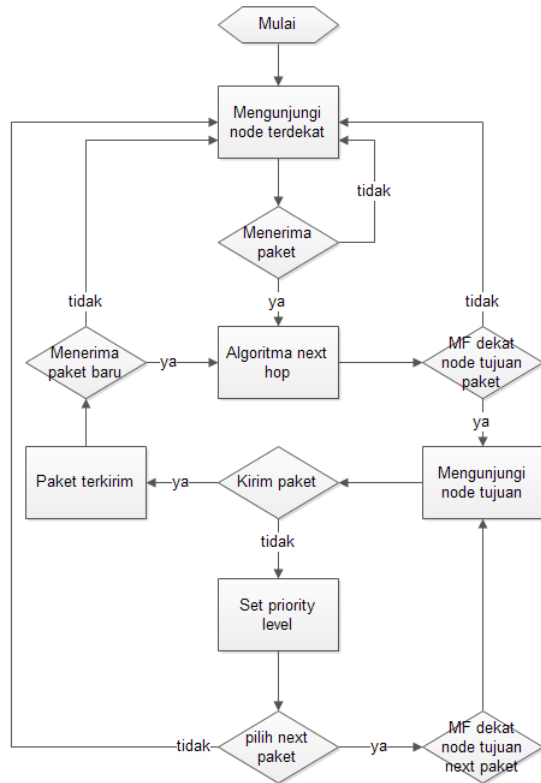 Mulai
Mengunjungi
node terdekat
tidak
Menerima
paket
ya
tidak
tidak
Menerima
paket baru
ya
Algoritma next
hop
MF dekat
node tujuan
paket
ya
Paket terkirim
ya
Kirim paket
Mengunjungi
node tujuan
tidak
Set priority
level
tidak
pilih next
paket
ya
MF dekat
node tujuan
next paket